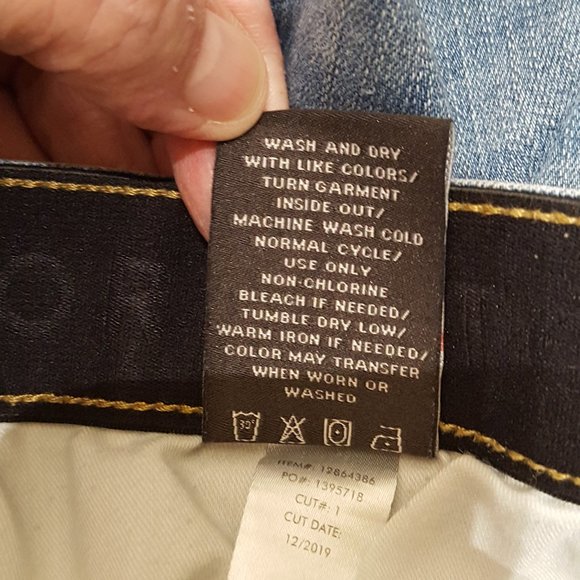 WASH AND DRY
WITH LIKE COLORS/
TURN GARMENT
INSIDE OUT/
MACHINE WASH COLD
NORMAL CYCLE/
USE ONLY
NON-CHLORINE
BLEACH IF NEEDED/
TUMBLE DRY LOW/
WARM IRON IF NEEDED/
COLOR MAY TRANSFER
WHEN WORN OR
WASHED
ITEM#: 12864386
PO#: 1395718
CUT#: 1
CUT DATE:
12/2019